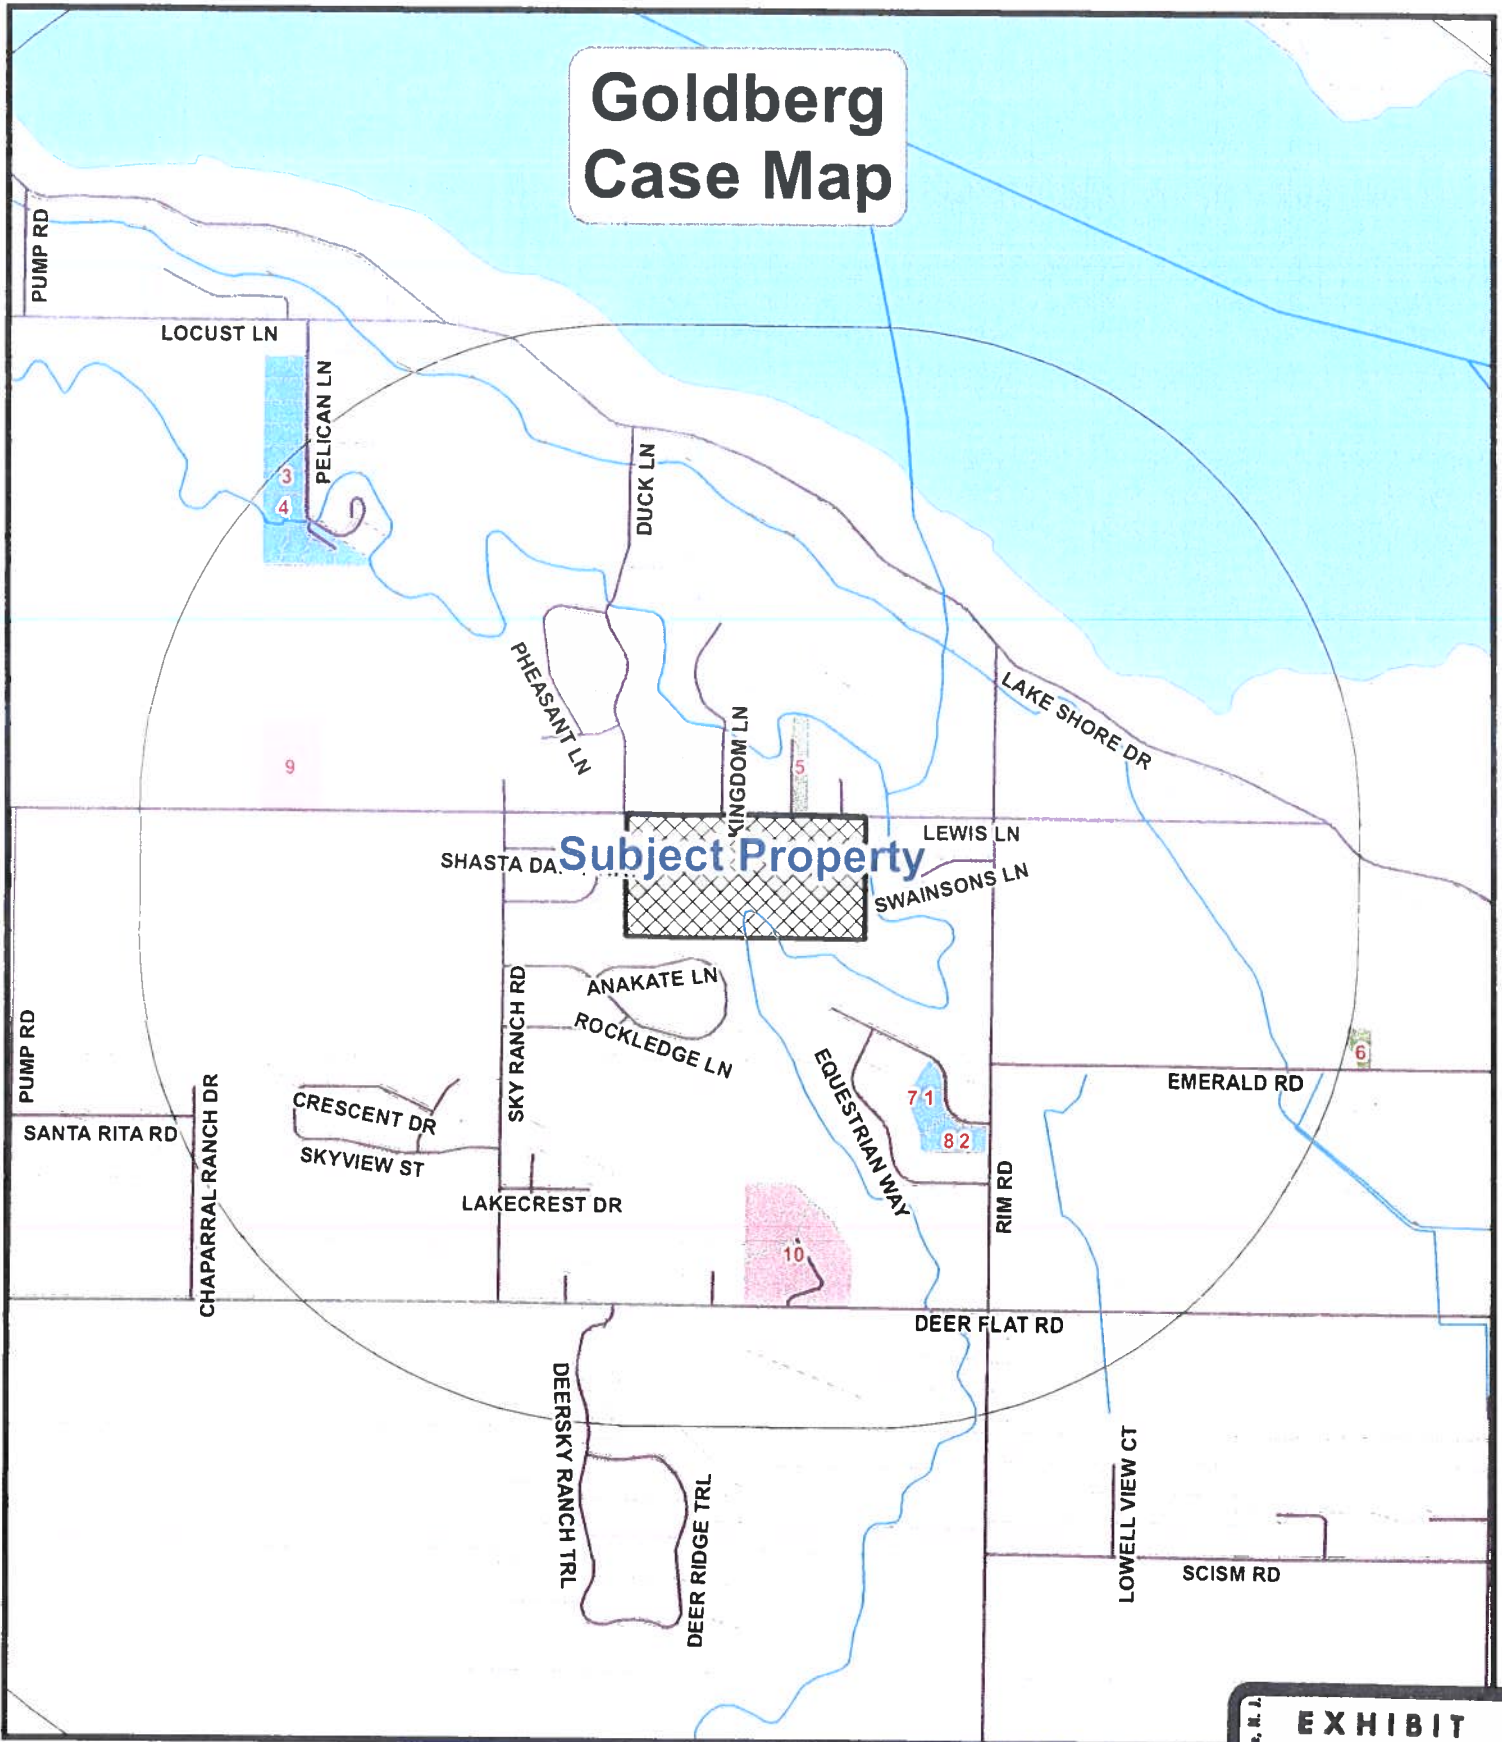 Goldberg
Case Map
PUMP RD
LOCUST LN
PELICAN LN
3
4
DUCK LN
PHEASANT LN
KINGDOM LN
5
9
LAKE SHORE DR
LEWIS LN
SHASTA DA
Subject Property
SWAINSONS LN
ANAKATE LN
ROCKLEDGE LN
SKY RANCH RD
PUMP RD
SANTA RITA RD
CHAPARRAL RANCH DR
CRESCENT DR
SKYVIEW ST
LAKECREST DR
EQUESTRIAN WAY
7 1
8 2
6
EMERALD RD
RIM RD
10
DEER FLAT RD
DEERSKY RANCH TRL
DEER RIDGE TRL
LOWELL VIEW CT
SCISM RD
EXHIBIT